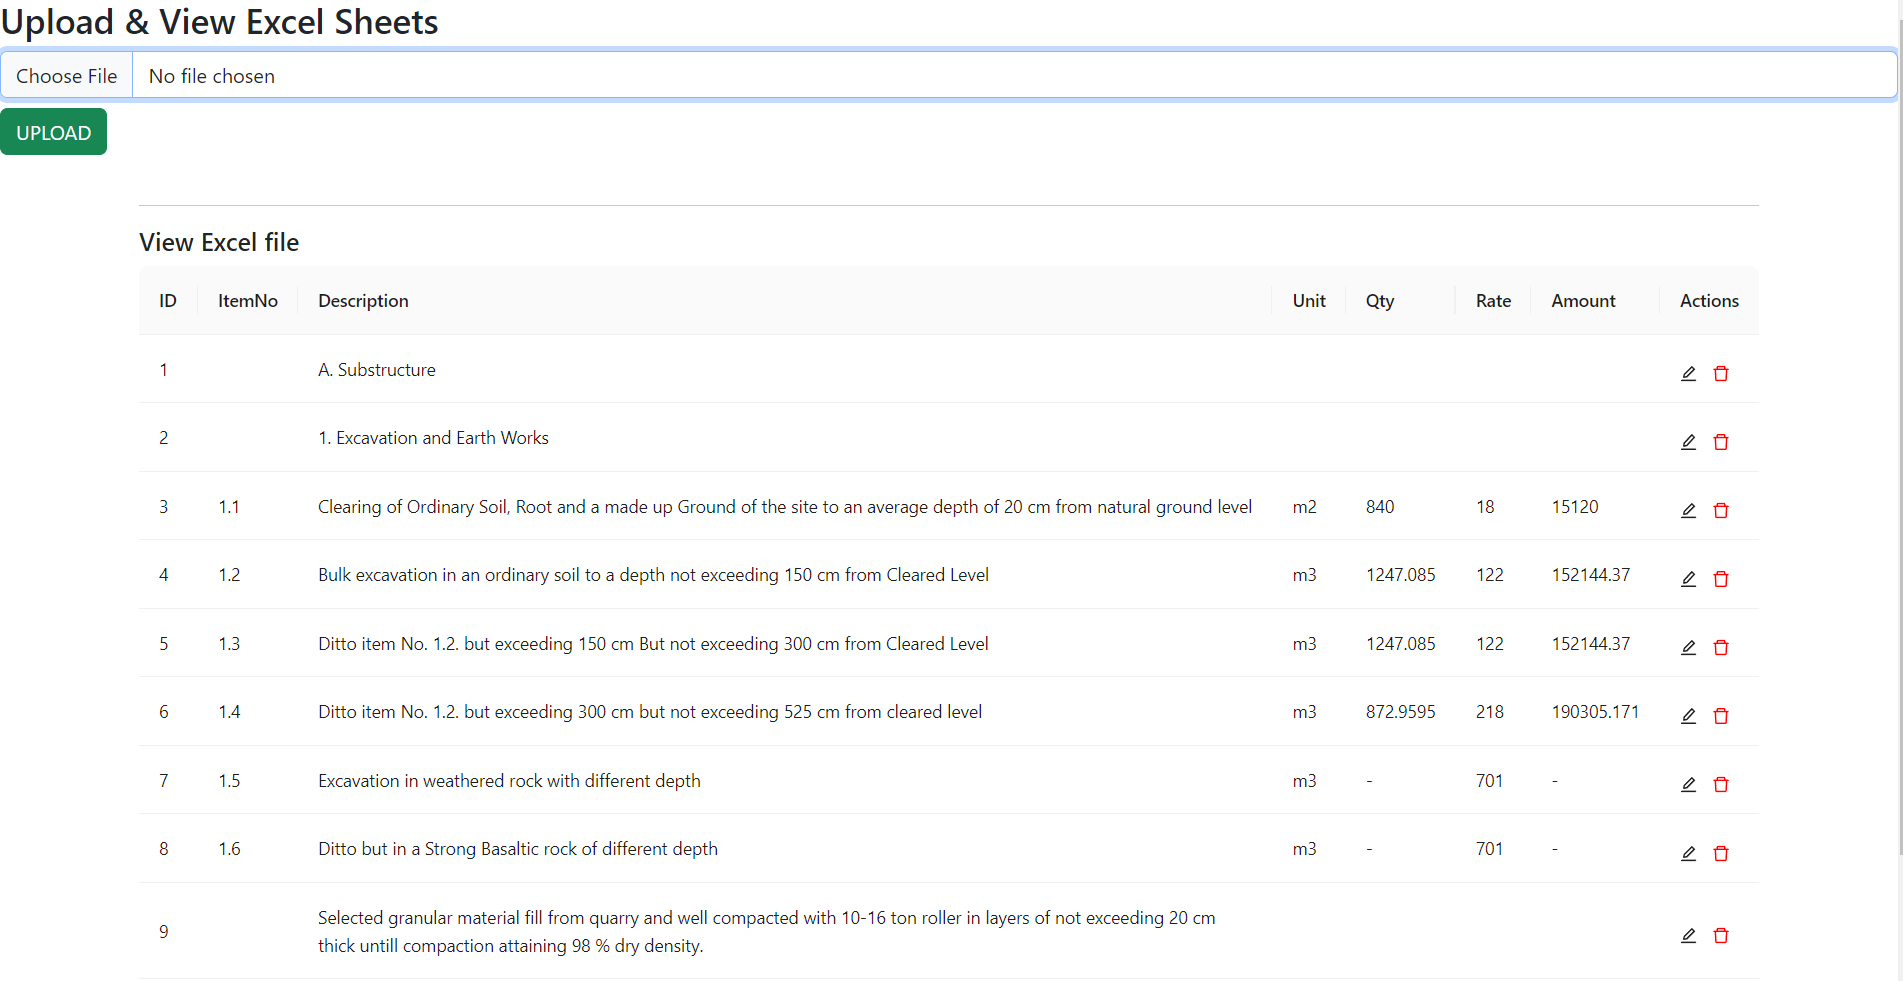 Upload & View Excel Sheets
Choose File No file chosen
UPLOAD
View Excel file
ID ItemNo Description Unit Qty Rate Amount Actions
1 A. Substructure
2 1. Excavation and Earth Works
3 1.1 Clearing of Ordinary Soil, Root and a made up Ground of the site to an average depth of 20 cm from natural ground level m2 840 18 15120
4 1.2 Bulk excavation in an ordinary soil to a depth not exceeding 150 cm from Cleared Level m3 1247.085 122 152144.37
5 1.3 Ditto item No. 1.2. but exceeding 150 cm But not exceeding 300 cm from Cleared Level m3 1247.085 122 152144.37
6 1.4 Ditto item No. 1.2. but exceeding 300 cm but not exceeding 525 cm from cleared level m3 872.9595 218 190305.171
7 1.5 Excavation in weathered rock with different depth m3 - 701 -
8 1.6 Ditto but in a Strong Basaltic rock of different depth m3 - 701 -
9 Selected granular material fill from quarry and well compacted with 10-16 ton roller in layers of not exceeding 20 cm
thick untill compaction attaining 98 % dry density.